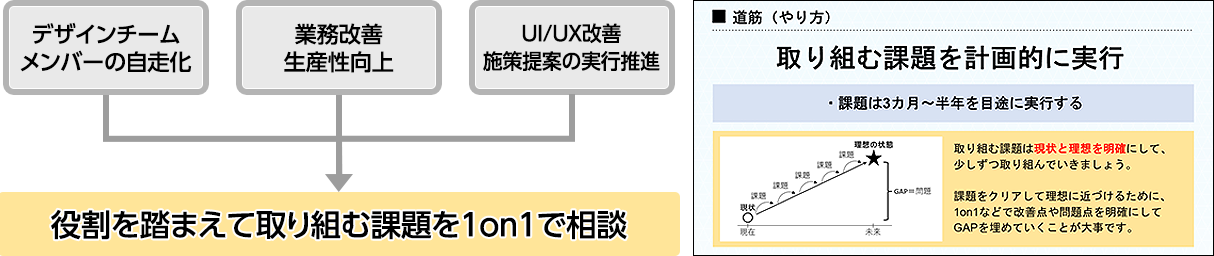 デザインチーム
メンバーの自走化
業務改善
生産性向上
UI/UX改善
施策提案の実行推進
役割を踏まえて取り組む課題を1on1で相談
■ 道筋（やり方）
取り組む課題を計画的に実行
・課題は3カ月～半年を目途に実行する
理想の状態
課題
課題
課題
課題
課題
GAP＝問題
現状
現在
未来
取り組む課題は現状と理想を明確にして、
少しずつ取り組んでいきましょう。
課題をクリアして理想に近づけるために、
1on1などで改善点や問題点を明確にして
GAPを埋めていくことが大事です。